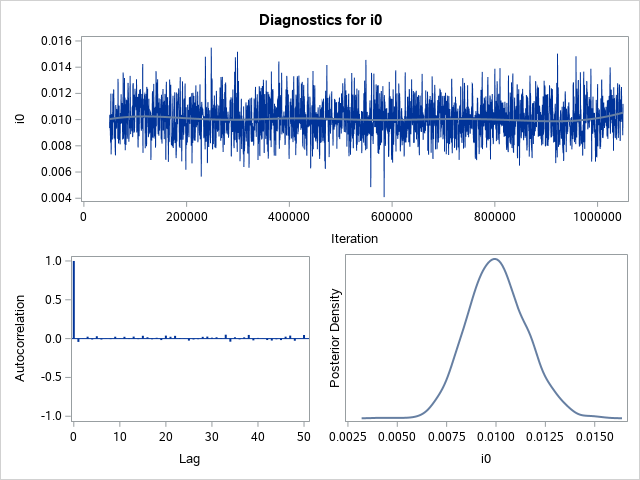 Diagnostics for i0
0.016
0.014
0.012
0.010
0.008
0.006
0.004
i0
0 200000 400000 600000 800000 1000000
Iteration
1.0
0.5
0.0
-0.5
-1.0
Autocorrelation
0 10 20 30 40 50
Lag
Posterior Density
0.0025 0.0050 0.0075 0.0100 0.0125 0.0150
i0